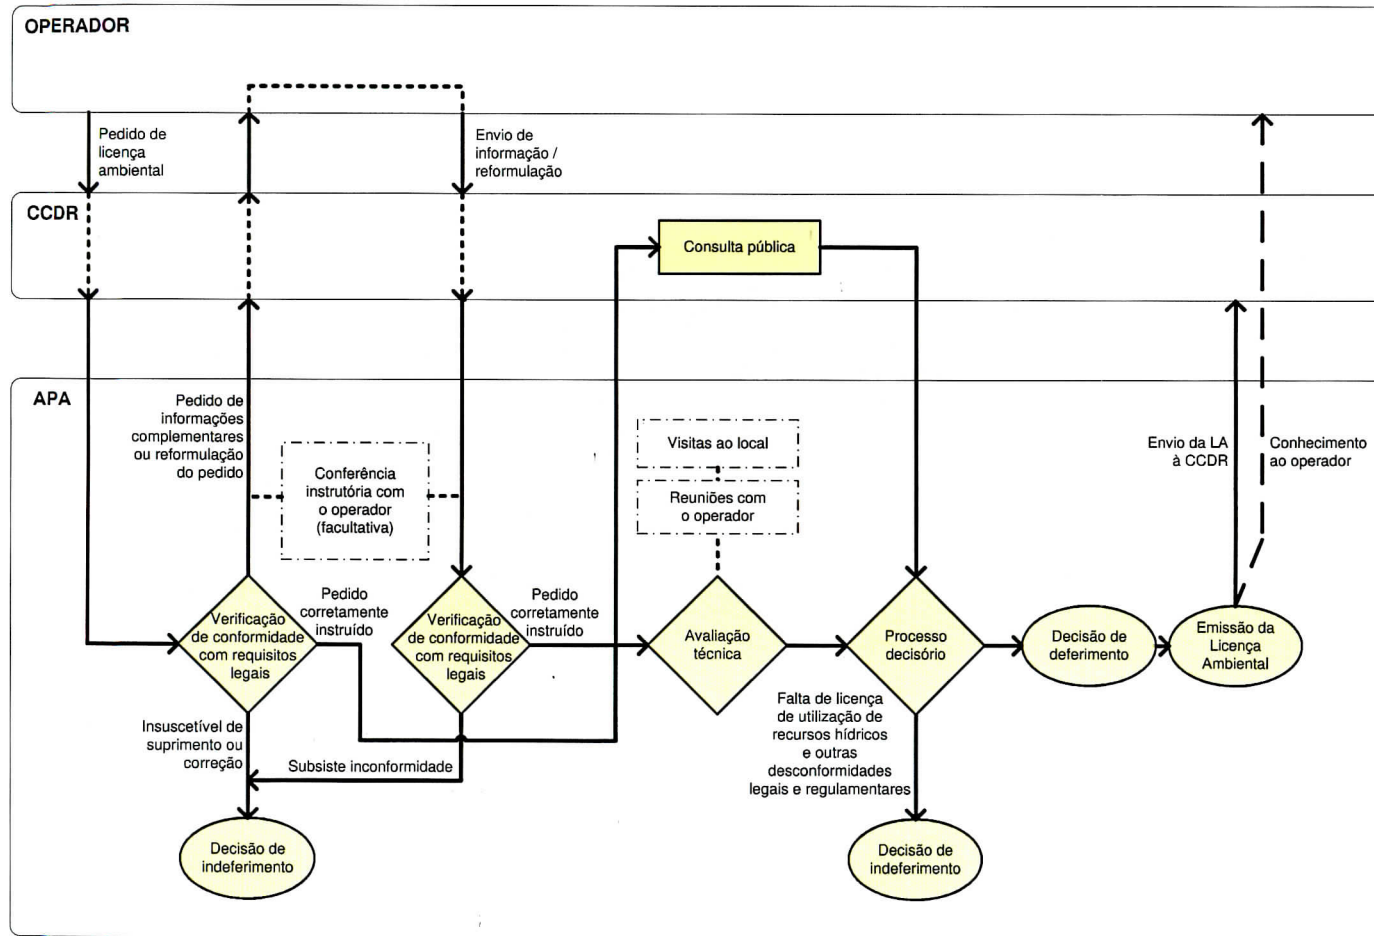 OPERADOR
Pedido de
licença
ambiental
Envio de
informação /
reformulação
CCDR
Consulta pública
APA
Pedido de
informações
complementares
ou reformulação
do pedido
Conferência
instrutória com
o operador
(facultativa)
Visitas ao local
Reuniões com
o operador
Envio da LA
à CCDR
Conhecimento
ao operador
Verificação
de conformidade
com requisitos
legais
Pedido
corretamente
instruído
Verificação
de conformidade
com requisitos
legais
Pedido
corretamente
instruído
Avaliação
técnica
Processo
decisório
Decisão de
deferimento
Emissão da
Licença
Ambiental
Insuscetível de
suprimento ou
correção
Subsiste inconformidade
Falta de licença
de utilização de
recursos hídricos
e outras
desconformidades
legais e regulamentares
Decisão de
indeferimento
Decisão de
indeferimento